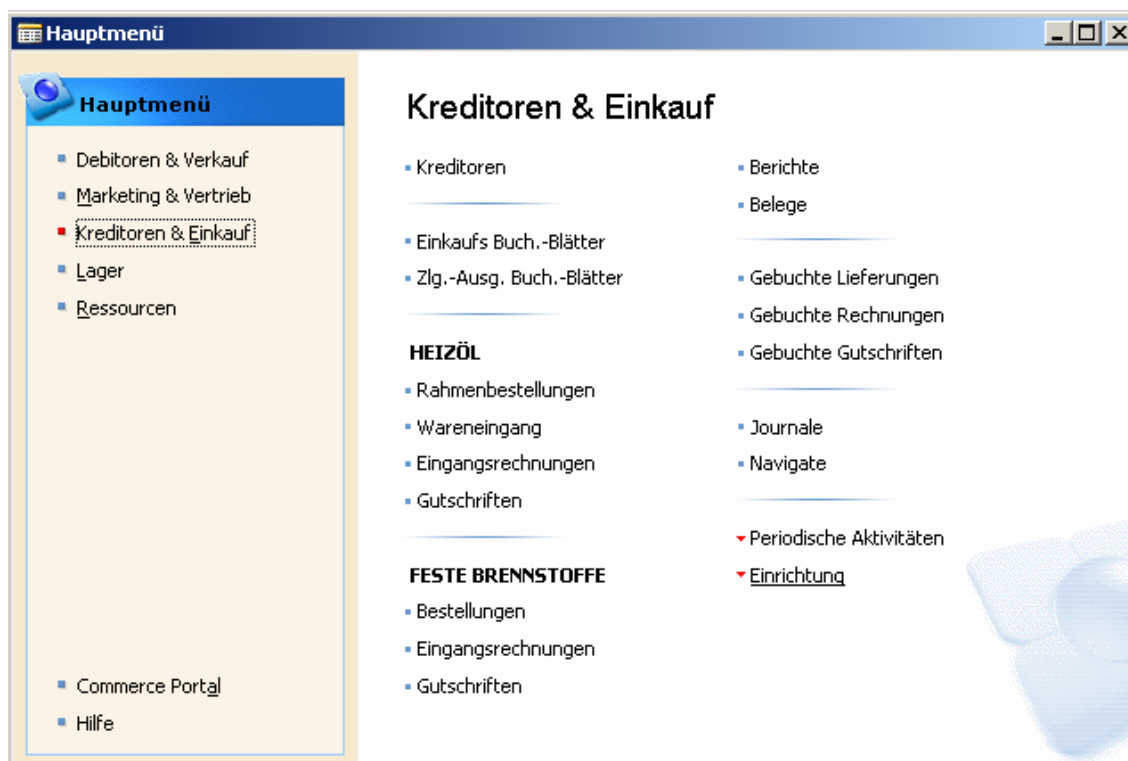 Hauptmenü
Hauptmenü
Debitoren & Verkauf
Marketing & Vertrieb
Kreditoren & Einkauf
Lager
Ressourcen
Commerce Portal
Hilfe
Kreditoren & Einkauf
Kreditoren
Einkaufs Buch.-Blätter
Zlg.-Ausg. Buch.-Blätter
HEIZÖL
Rahmenbestellungen
Wareneingang
Eingangsrechnungen
Gutschriften
FESTE BRENNSTOFFE
Bestellungen
Eingangsrechnungen
Gutschriften
Berichte
Belege
Gebuchte Lieferungen
Gebuchte Rechnungen
Gebuchte Gutschriften
Journale
Navigate
Periodische Aktivitäten
Einrichtung